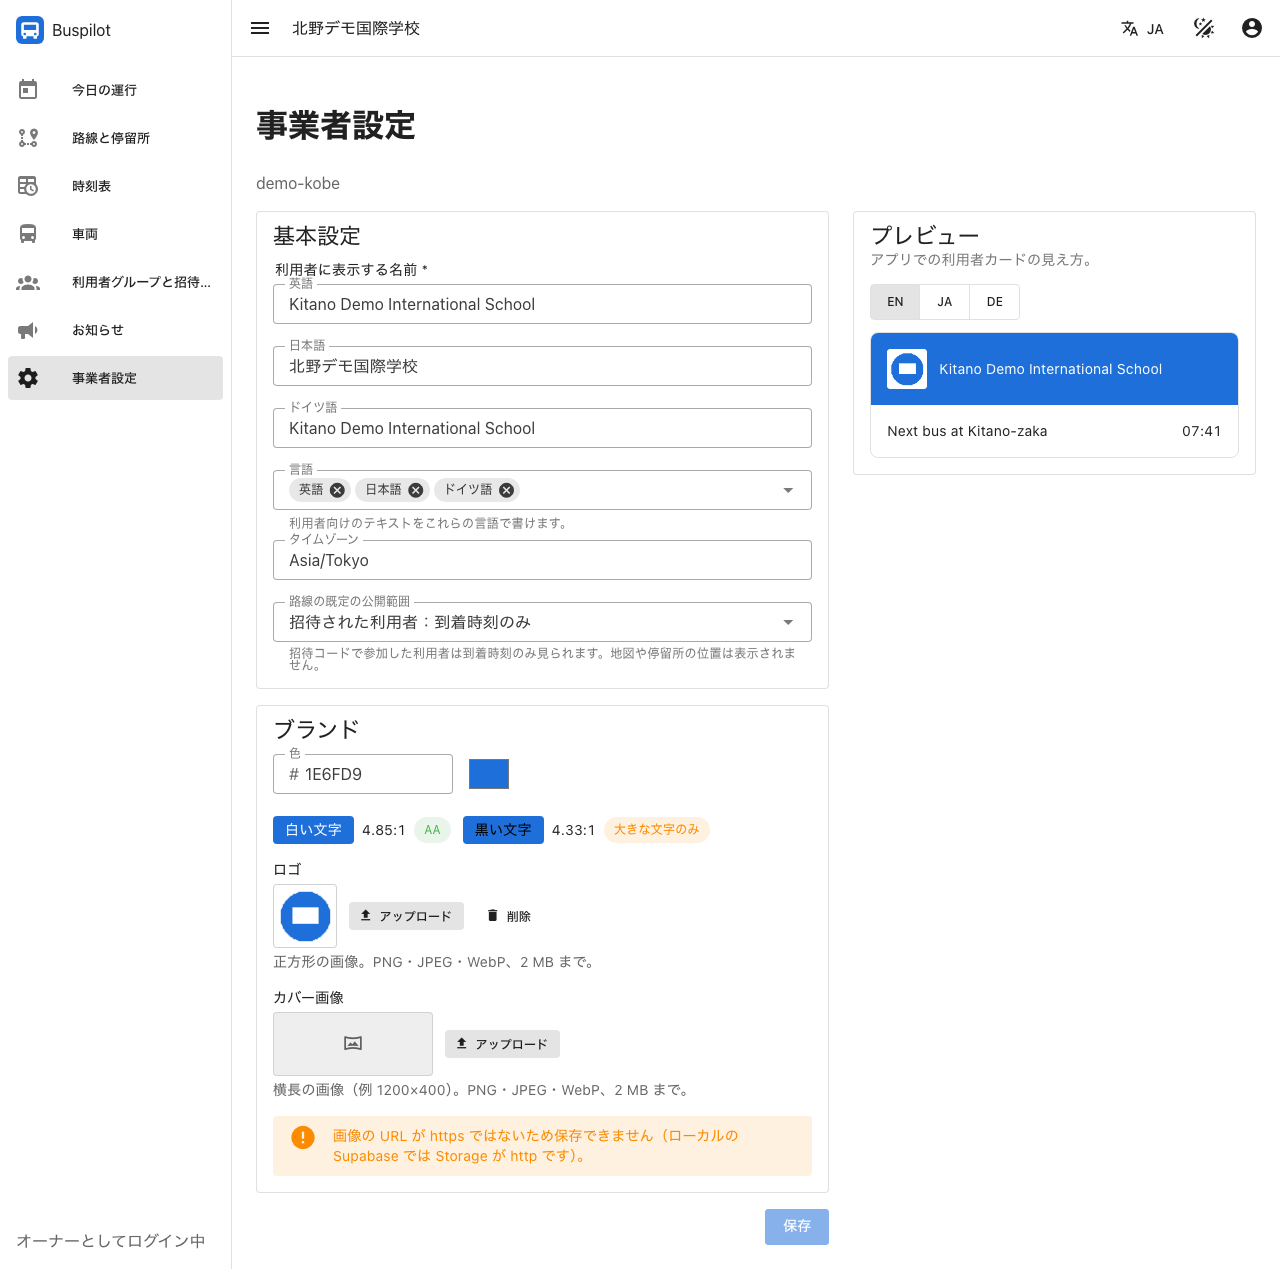 Buspilot
北野デモ国際学校
JA
今日の運行
路線と停留所
時刻表
車両
利用者グループと招待...
お知らせ
事業者設定
オーナーとしてログイン中
事業者設定
demo-kobe
基本設定
利用者に表示する名前 *
英語
Kitano Demo International School
日本語
北野デモ国際学校
ドイツ語
Kitano Demo International School
言語
英語 日本語 ドイツ語
利用者向けのテキストをこれらの言語で書けます。
タイムゾーン
Asia/Tokyo
路線の既定の公開範囲
招待された利用者：到着時刻のみ
招待コードで参加した利用者は到着時刻のみ見られます。地図や停留所の位置は表示されま
せん。
ブランド
色
# 1E6FD9
白い文字 4.85:1 AA 黒い文字 4.33:1 大きな文字のみ
ロゴ
アップロード 削除
正方形の画像。PNG・JPEG・WebP、2 MB まで。
カバー画像
アップロード
横長の画像（例 1200×400）。PNG・JPEG・WebP、2 MB まで。
画像の URL が https ではないため保存できません（ローカルの
Supabase では Storage が http です）。
保存
プレビュー
アプリでの利用者カードの見え方。
EN JA DE
Kitano Demo International School
Next bus at Kitano-zaka 07:41